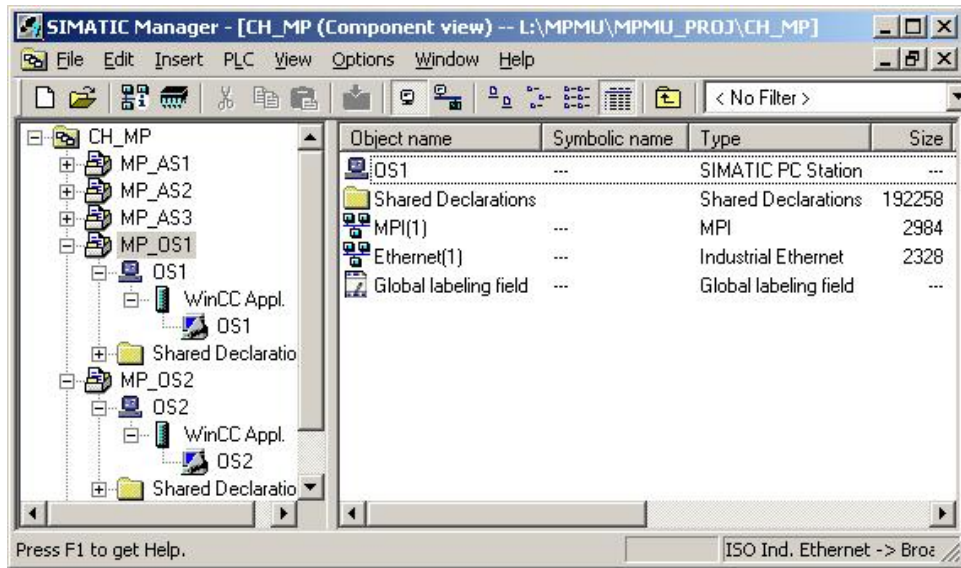 SIMATIC Manager - [CH_MP (Component view) -- L:\MPMU\MPMU_PROJ\CH_MP]
File Edit Insert PLC View Options Window Help
< No Filter >
CH_MP
MP_AS1
MP_AS2
MP_AS3
MP_OS1
OS1
WinCC Appl.
OS1
Shared Declaratio
MP_OS2
OS2
WinCC Appl.
OS2
Shared Declaratio
Object name Symbolic name Type Size
OS1 --- SIMATIC PC Station ---
Shared Declarations Shared Declarations 192258
MPI(1) --- MPI 2984
Ethernet(1) --- Industrial Ethernet 2328
Global labeling field --- Global labeling field ---
Press F1 to get Help. ISO Ind. Ethernet -> Broa